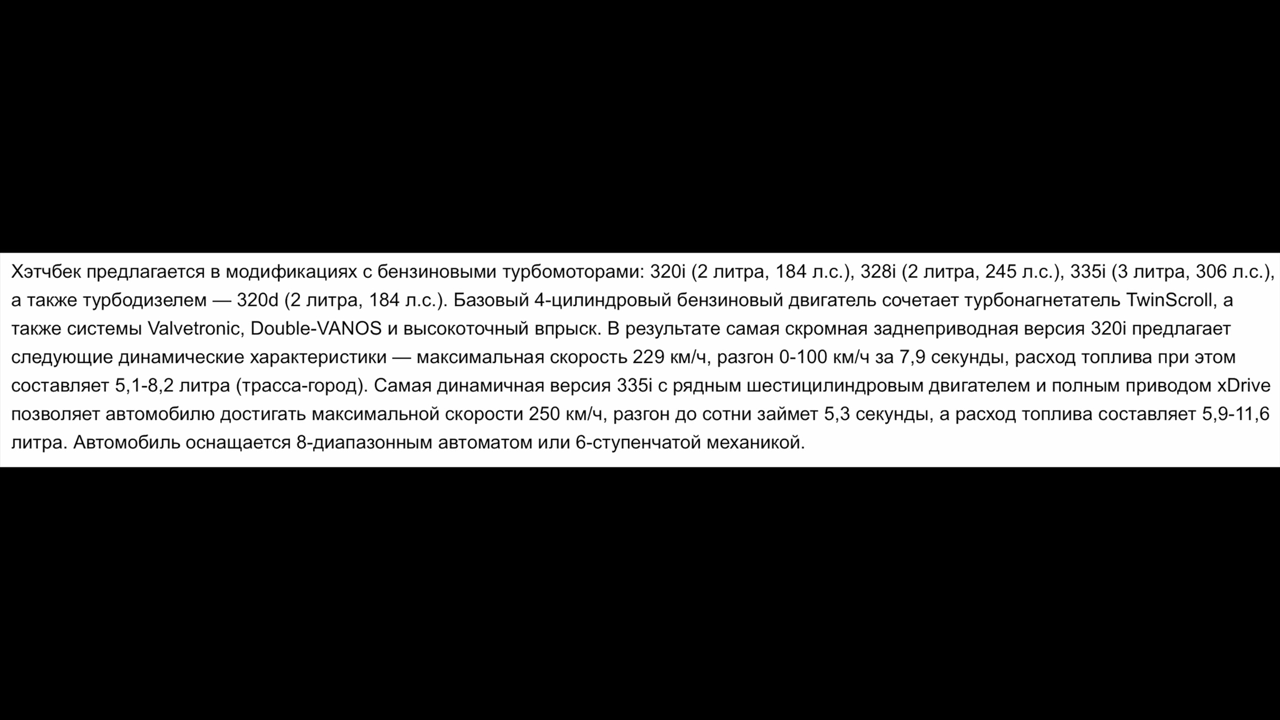 Хэтчбек предлагается в модификациях с бензиновыми турбомоторами: 320i (2 литра, 184 л.с.), 328i (2 литра, 245 л.с.), 335i (3 литра, 306 л.с.),
а также турбодизелем — 320d (2 литра, 184 л.с.). Базовый 4-цилиндровый бензиновый двигатель сочетает турбонагнетатель TwinScroll, а
также системы Valvetronic, Double-VANOS и высокоточный впрыск. В результате самая скромная заднеприводная версия 320i предлагает
следующие динамические характеристики — максимальная скорость 229 км/ч, разгон 0-100 км/ч за 7,9 секунды, расход топлива при этом
составляет 5,1-8,2 литра (трасса-город). Самая динамичная версия 335i с рядным шестицилиндровым двигателем и полным приводом xDrive
позволяет автомобилю достигать максимальной скорости 250 км/ч, разгон до сотни займет 5,3 секунды, а расход топлива составляет 5,9-11,6
литра. Автомобиль оснащается 8-диапазонным автоматом или 6-ступенчатой механикой.